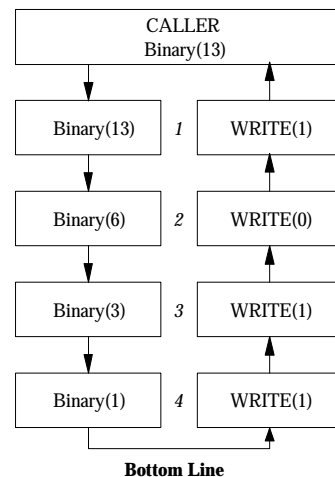 CALLER
Binary(13)
Binary(13) 1 WRITE(1)
Binary(6) 2 WRITE(0)
Binary(3) 3 WRITE(1)
Binary(1) 4 WRITE(1)
Bottom Line